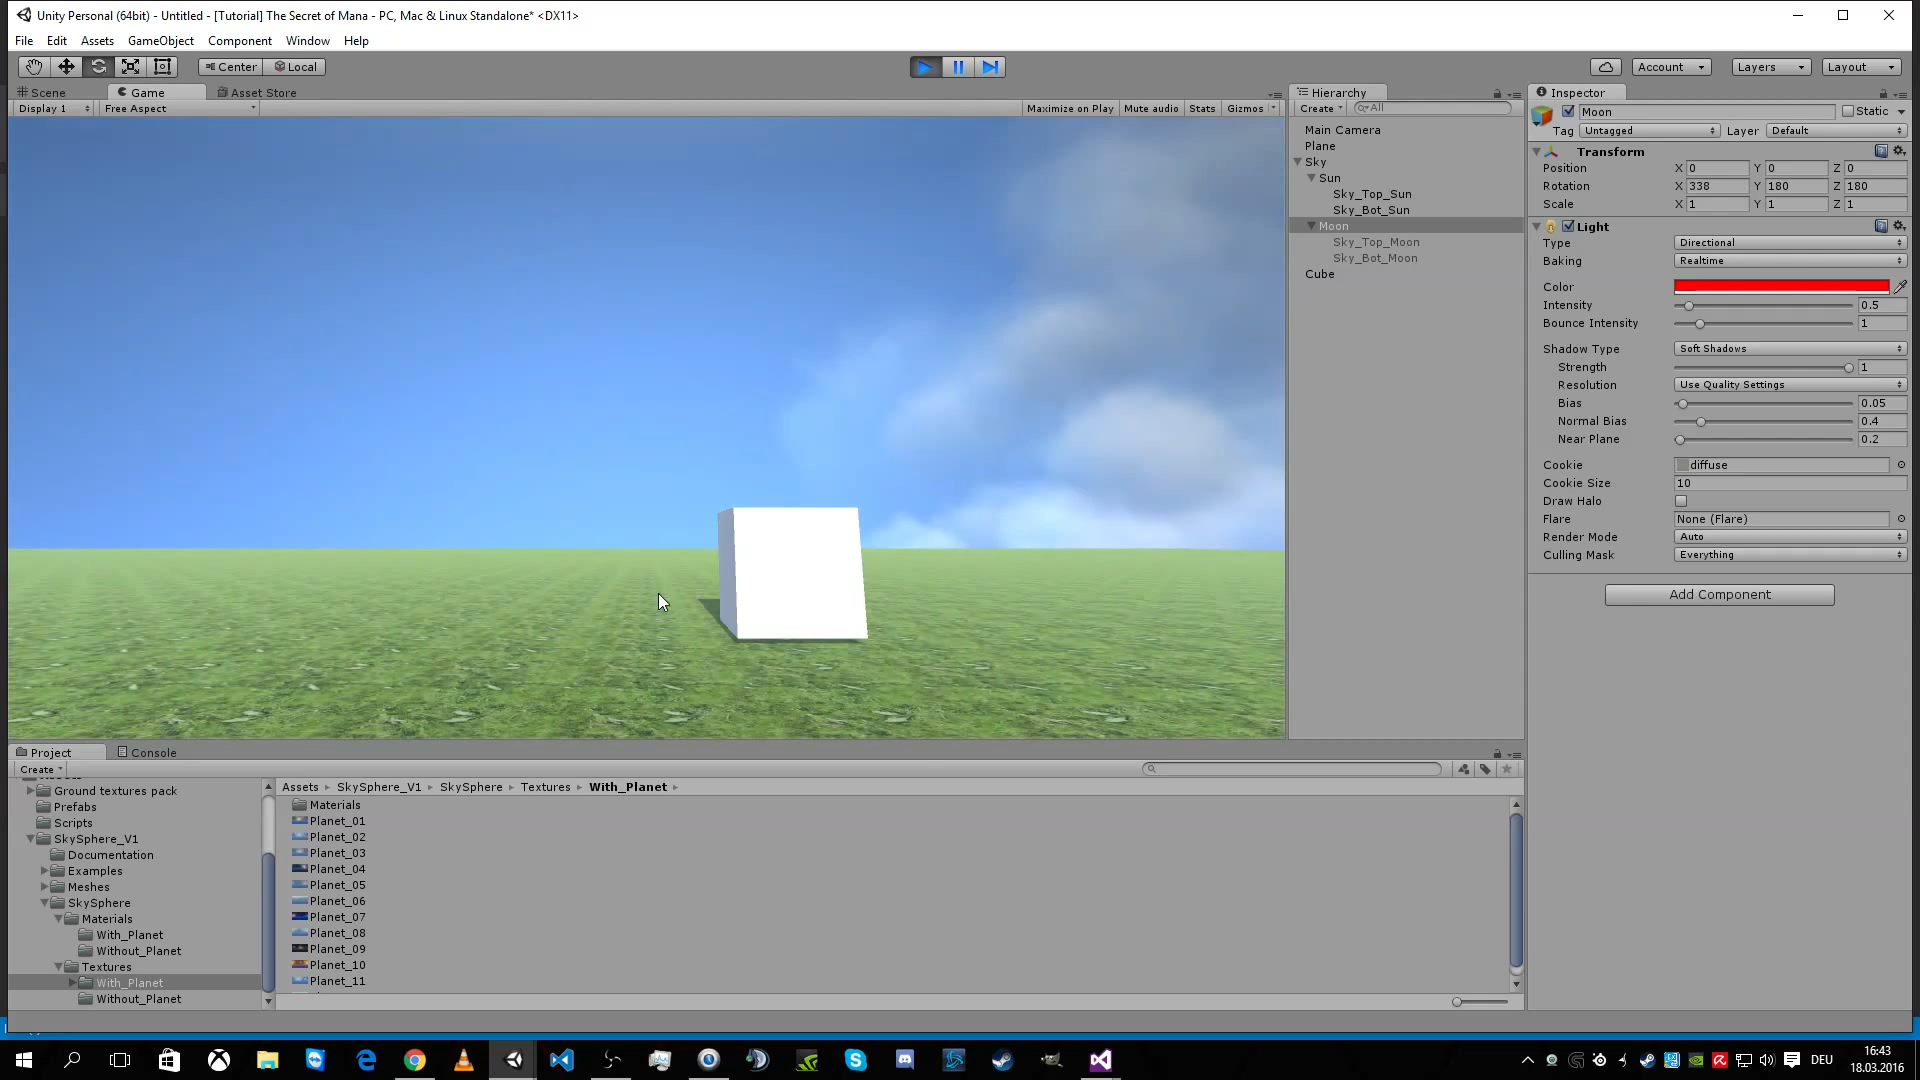 Unity Personal (64bit) - Untitled - [Tutorial] The Secret of Mana - PC, Mac & Linux Standalone* <DX11>
File Edit Assets GameObject Component Window Help
Center Local Account Layers Layout
Scene Game Asset Store
Display 1 Free Aspect Maximize on Play Mute audio Stats Gizmos
Hierarchy
Create All
Main Camera
Plane
Sky
Sun
Sky_Top_Sun
Sky_Bot_Sun
Moon
Sky_Top_Moon
Sky_Bot_Moon
Cube
Inspector
Moon Static
Tag Untagged Layer Default
Transform
Position X 0 Y 0 Z 0
Rotation X 338 Y 180 Z 180
Scale X 1 Y 1 Z 1
Light
Type Directional
Baking Realtime
Color
Intensity 0.5
Bounce Intensity 1
Shadow Type Soft Shadows
Strength 1
Resolution Use Quality Settings
Bias 0.05
Normal Bias 0.4
Near Plane 0.2
Cookie diffuse
Cookie Size 10
Draw Halo
Flare None (Flare)
Render Mode Auto
Culling Mask Everything
Add Component
Project Console
Create
Ground textures pack
Prefabs
Scripts
SkySphere_V1
Documentation
Examples
Meshes
SkySphere
Materials
With_Planet
Without_Planet
Textures
With_Planet
Without_Planet
Assets SkySphere_V1 SkySphere Textures With_Planet
Materials
Planet_01
Planet_02
Planet_03
Planet_04
Planet_05
Planet_06
Planet_07
Planet_08
Planet_09
Planet_10
Planet_11
DEU
16:43
18.03.2016